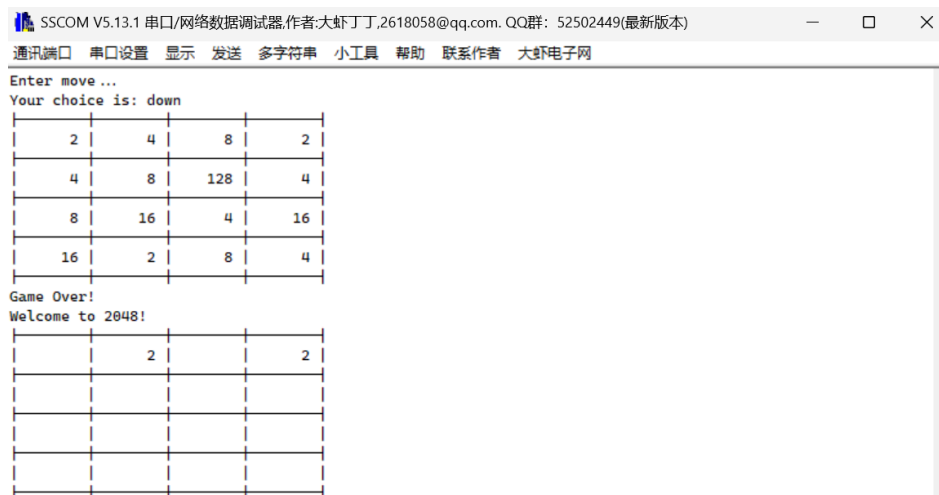 SSCOM V5.13.1 串口/网络数据调试器,作者:大虾丁丁,2618058@qq.com. QQ群：52502449(最新版本)
通讯端口 串口设置 显示 发送 多字符串 小工具 帮助 联系作者 大虾电子网
Enter move...
Your choice is: down
| 2 | 4 | 8 | 2 |
| 4 | 8 | 128 | 4 |
| 8 | 16 | 4 | 16 |
| 16 | 2 | 8 | 4 |
Game Over!
Welcome to 2048!
| | 2 | | 2 |